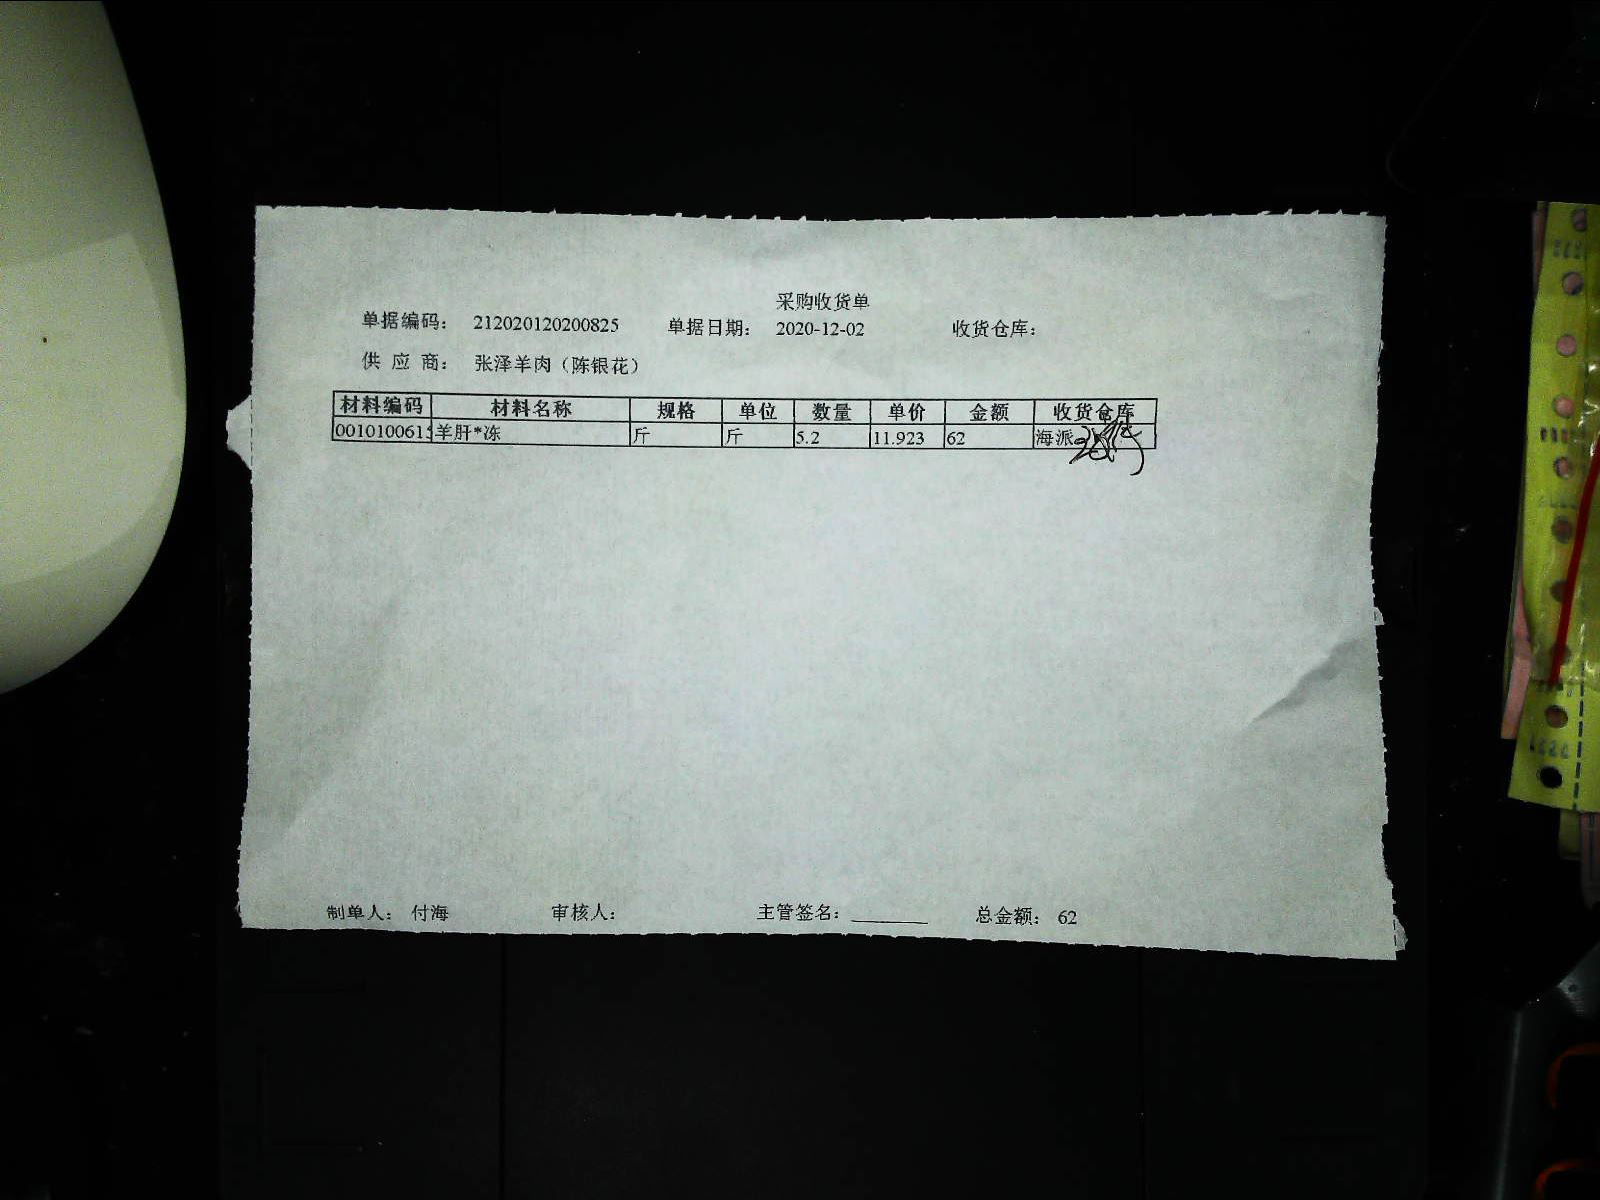 采购收货单
单据编码： 212020120200825 单据日期： 2020-12-02 收货仓库：
供 应 商： 张泽羊肉（陈银花）
材料编码 材料名称 规格 单位 数量 单价 金额 收货仓库
001010061 羊肝*冻 斤 斤 5.2 11.923 62 海派
制单人： 付海 审核人： 主管签名： 总金额： 62